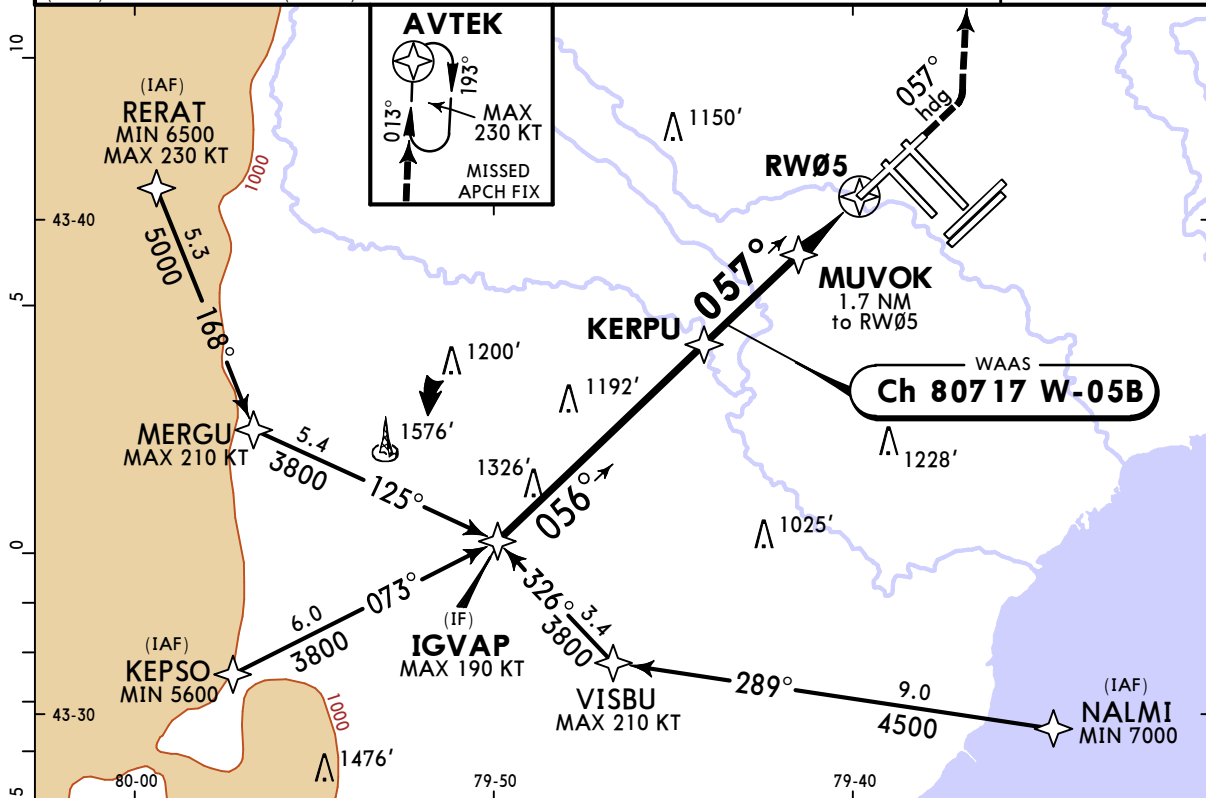 10
AVTEK
193°
013°
MAX
230 KT
MISSED
APCH FIX
057°
hdg
(IAF)
RERAT
MIN 6500
MAX 230 KT
1000
1150'
RWØ5
43-40
5.3
5000
168°
057°
MUVOK
1.7 NM
to RWØ5
5
KERPU
1200'
WAAS
Ch 80717 W-05B
1192'
MERGU
MAX 210 KT
5.4
3800
125°
1576'
1228'
1326'
056°
1025'
0
326°
3.4
3800
073°
6.0
3800
(IF)
IGVAP
MAX 190 KT
(IAF)
KEPSO
MIN 5600
VISBU
MAX 210 KT
289°
9.0
4500
(IAF)
NALMI
MIN 7000
43-30
1000
1476'
5
80-00
79-50
79-40